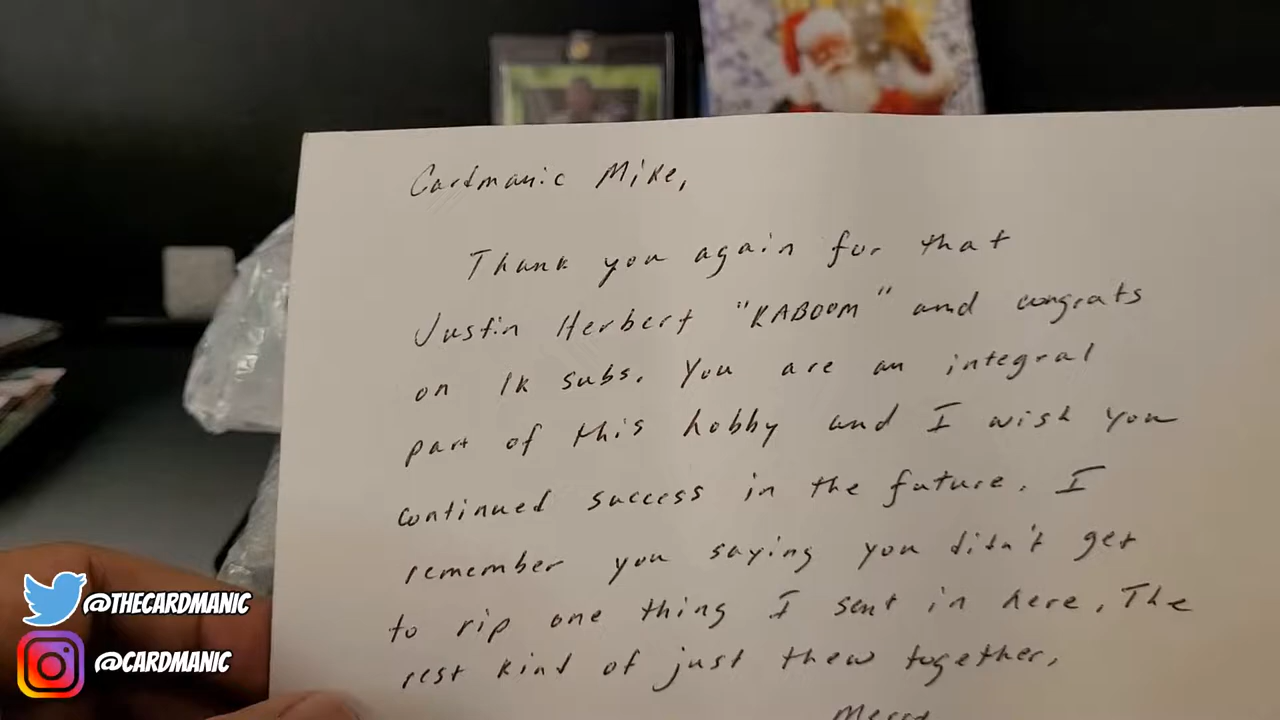 Cardmanic Mike,
Thank you again for that
Justin Herbert "KABOOM" and congrats
on 1k subs. You are an integral
part of this hobby and I wish you
continued success in the future. I
remember you saying you didn't get
to rip one thing I sent in here. The
rest kind of just thew together.
Merry
@THECARDMANIC
@CARDMANIC